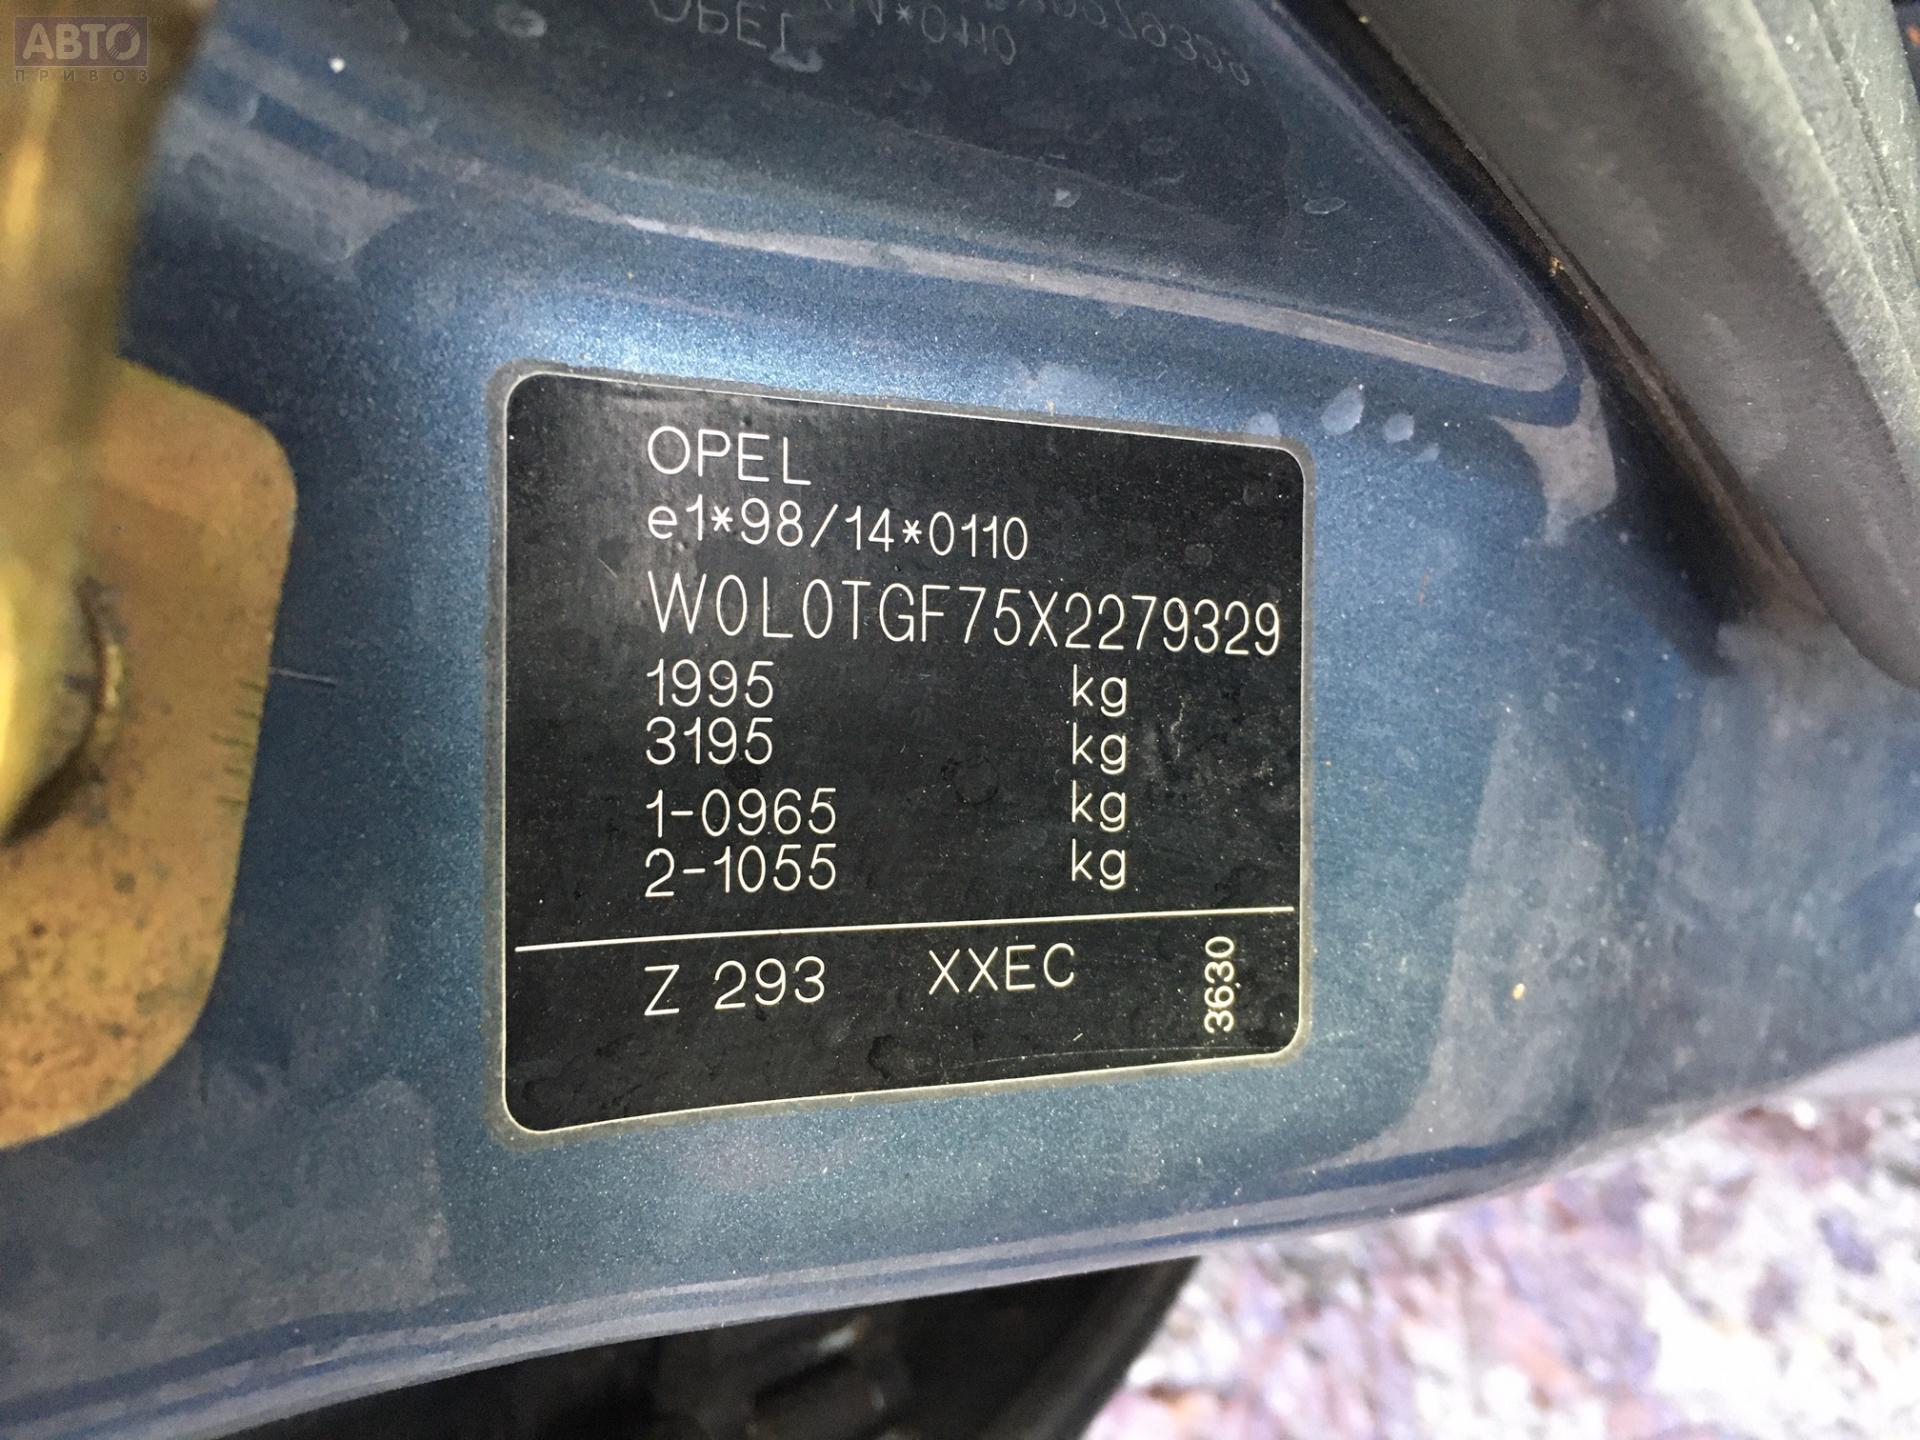 АВТО
ПРИВОЗ
OPEL
e1*98/14*0110
W0L0TGF75X2279329
1995 kg
3195 kg
1-0965 kg
2-1055 kg
Z 293 XXEC 3630